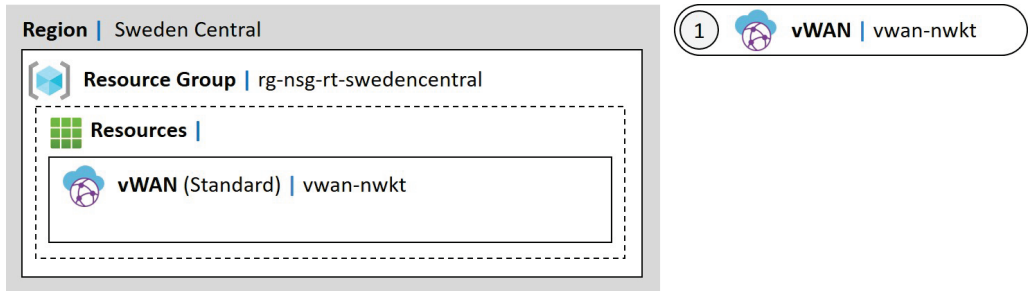 Region | Sweden Central
Resource Group | rg-nsg-rt-swedencentral
Resources |
vWAN (Standard) | vwan-nwkt
1 vWAN | vwan-nwkt